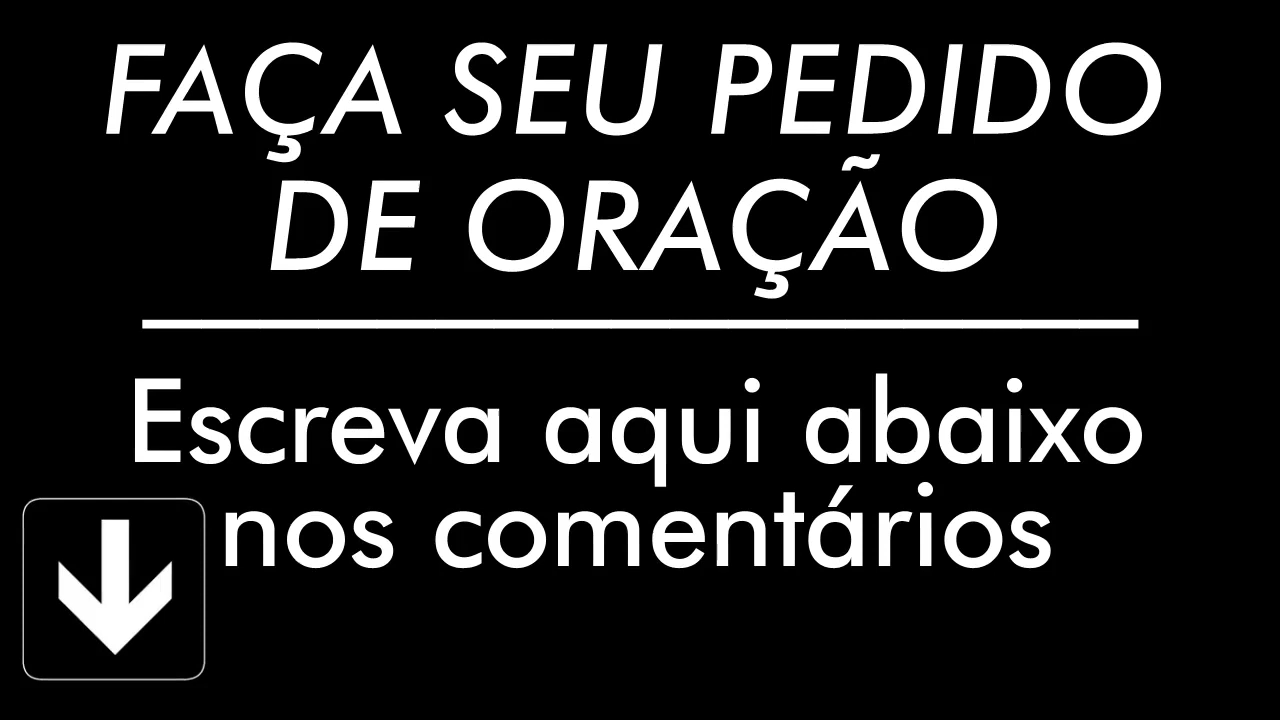 FAÇA SEU PEDIDO
DE ORAÇÃO
Escreva aqui abaixo
nos comentários